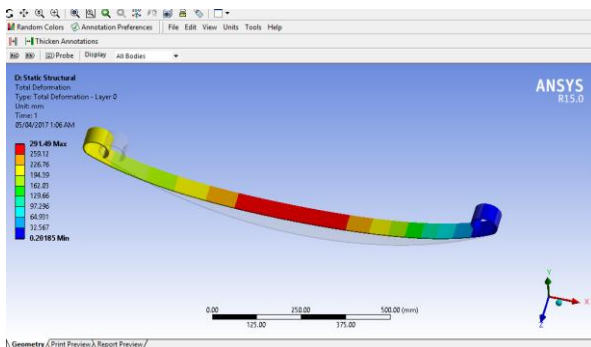 Random Colors Annotation Preferences File Edit View Units Tools Help
Thicken Annotations
Probe Display All Bodies
D: Static Structural
Total Deformation
Type: Total Deformation - Layer 0
Unit: mm
Time: 1
05/04/2017 1:06 AM
291.49 Max
259.12
226.76
194.39
162.03
129.66
97.296
64.931
32.567
0.20185 Min
ANSYS
R15.0
0.00 250.00 500.00 (mm)
125.00 375.00
Y
X
Z
Geometry Print Preview Report Preview